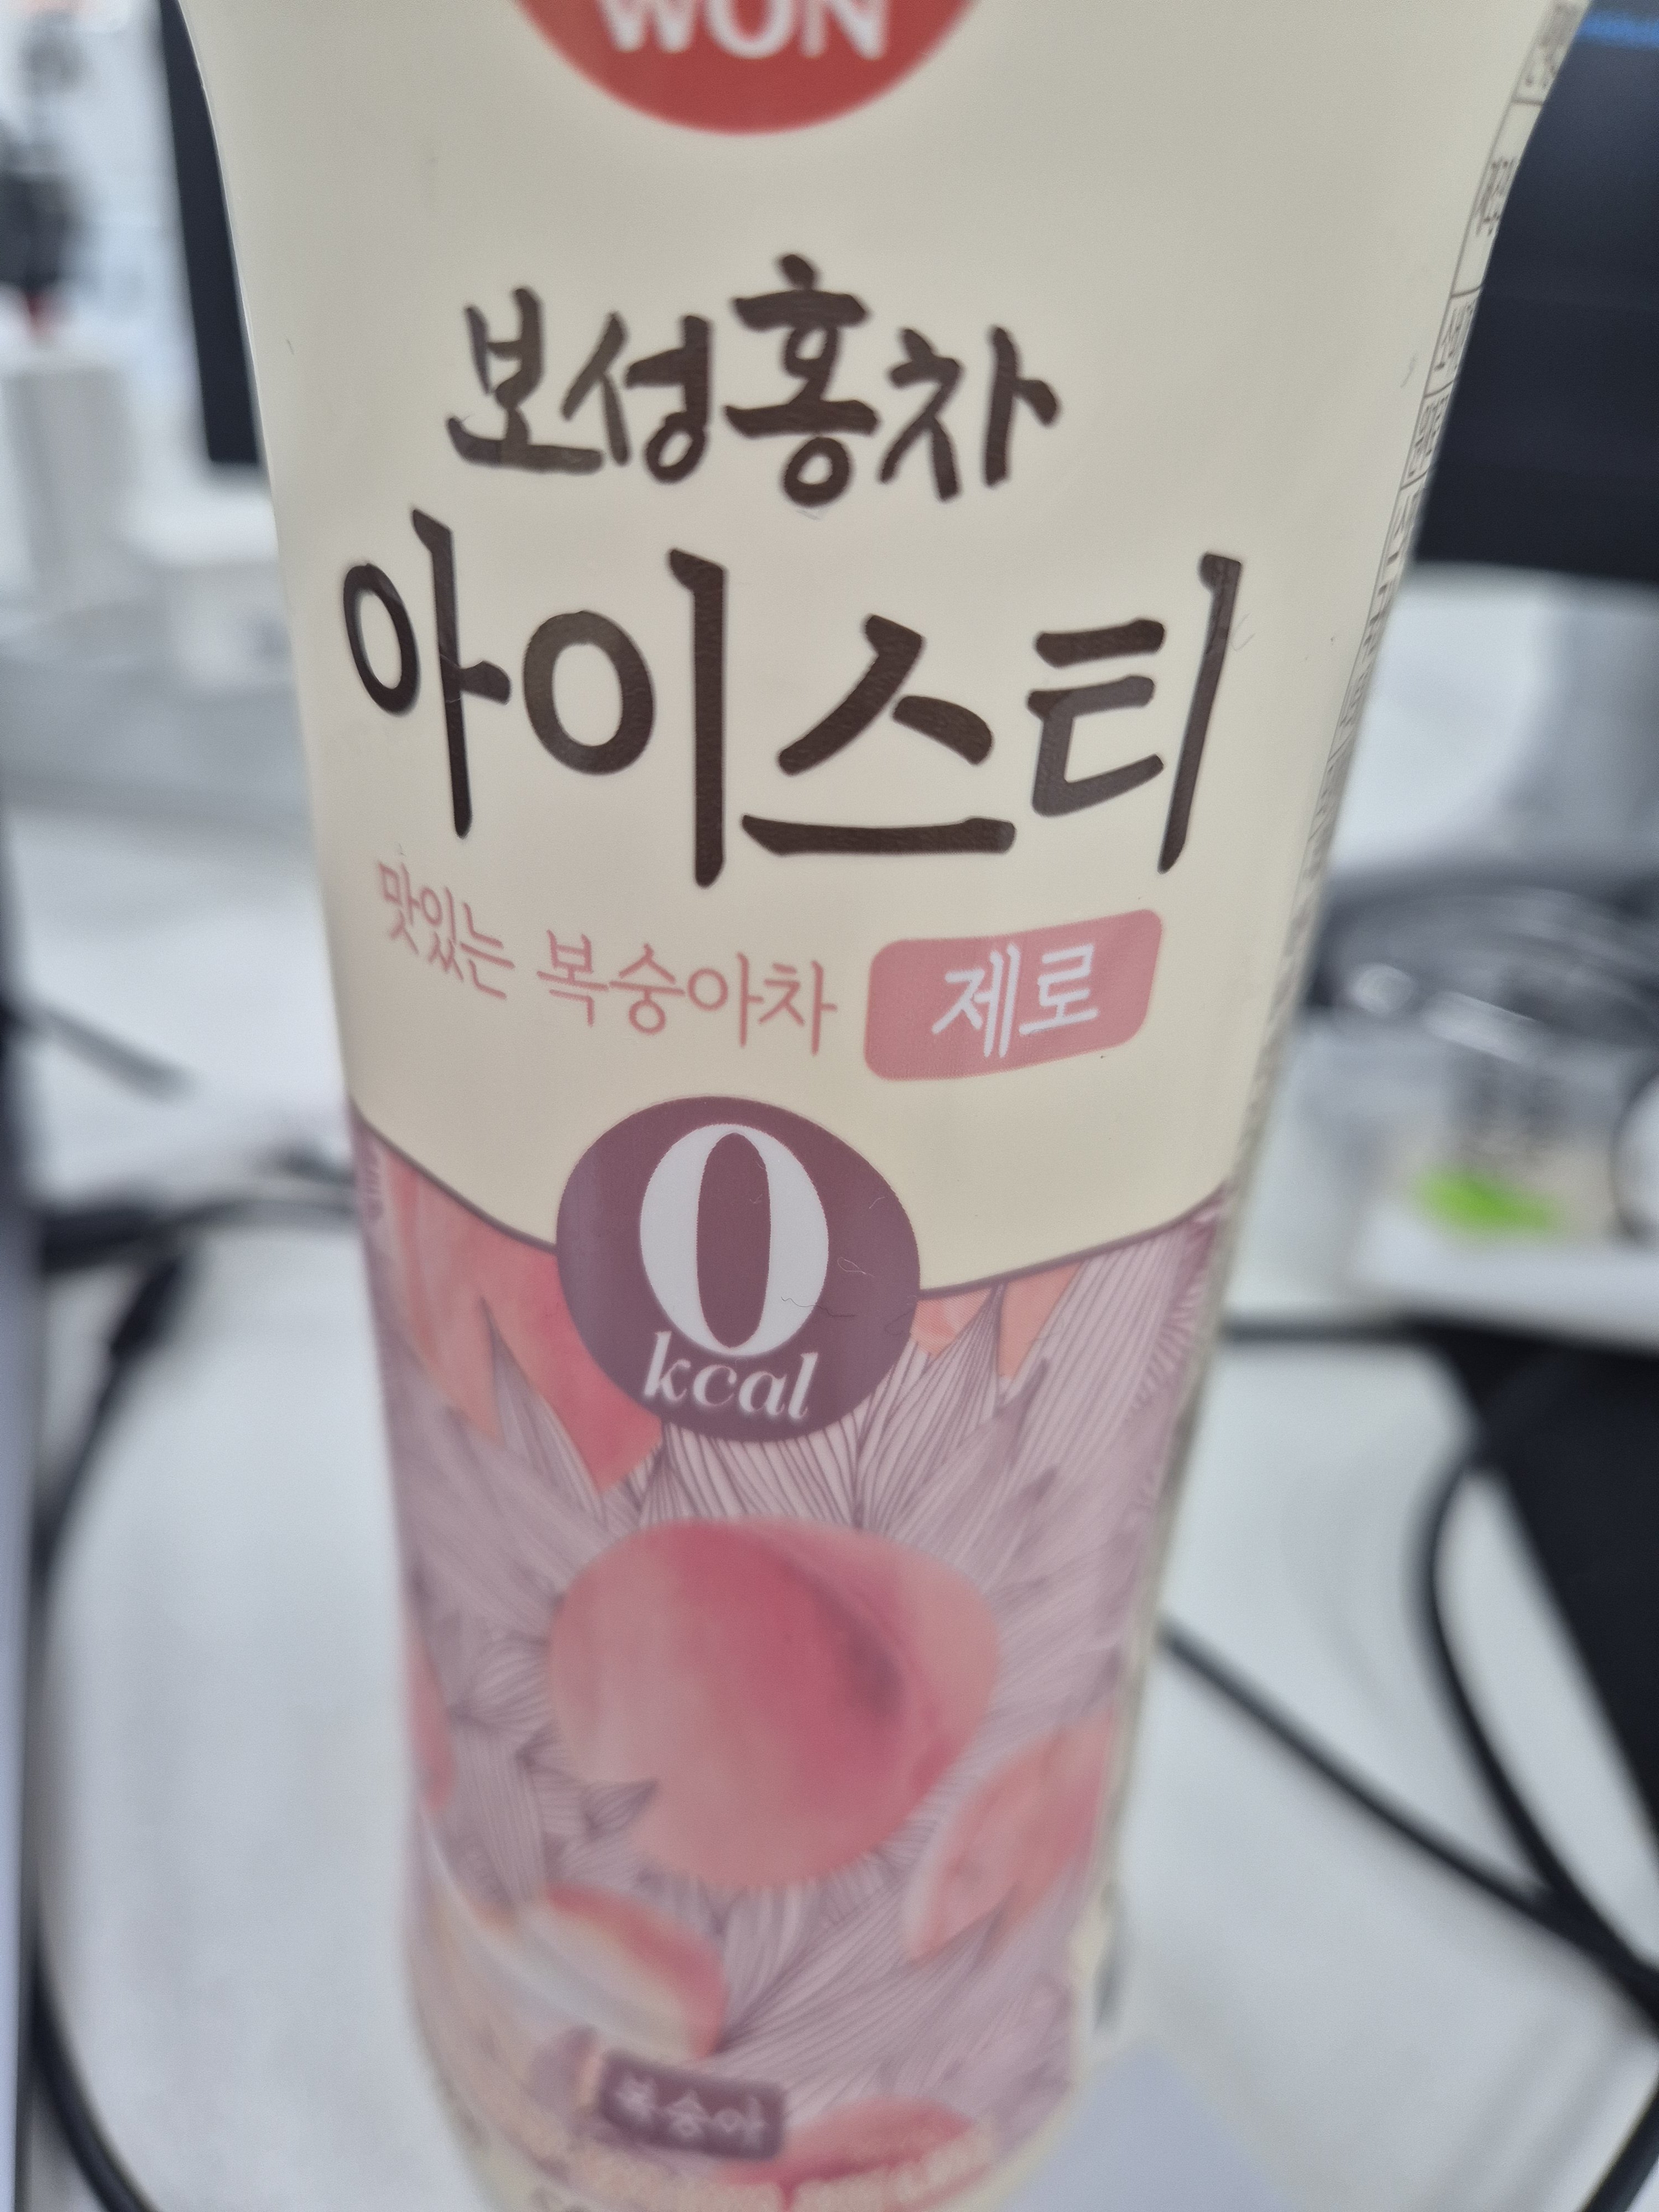 WON
보성홍차
아이스티
맛있는 복숭아차 제로
0
kcal
복숭아